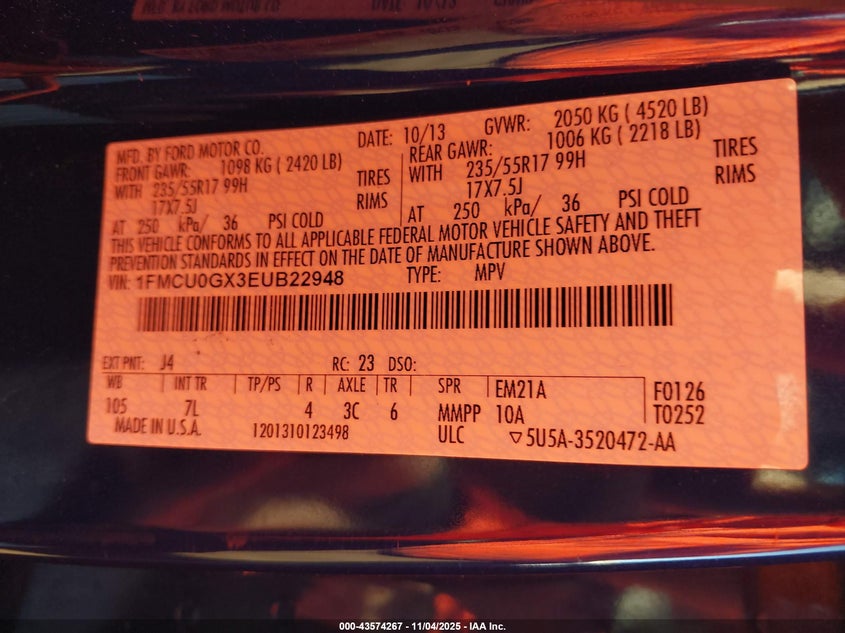 MFD. BY FORD MOTOR CO.
DATE: 10/13 GVWR: 2050 KG ( 4520 LB)
FRONT GAWR: 1098 KG ( 2420 LB)
WITH 235/55R17 99H TIRES
17X7.5J RIMS
AT 250 kPa/ 36 PSI COLD
REAR GAWR: 1006 KG ( 2218 LB)
WITH 235/55R17 99H TIRES
17X7.5J RIMS
AT 250 kPa/ 36 PSI COLD
THIS VEHICLE CONFORMS TO ALL APPLICABLE FEDERAL MOTOR VEHICLE SAFETY AND THEFT
PREVENTION STANDARDS IN EFFECT ON THE DATE OF MANUFACTURE SHOWN ABOVE.
VIN: 1FMCU0GX3EUB22948 TYPE: MPV
EXT PNT: J4 RC: 23 DSO:
WB INT TR TP/PS R AXLE TR SPR EM21A F0126
105 7L 4 3C 6 MMPP 10A T0252
MADE IN U.S.A. 1201310123498 ULC ▽5U5A-3520472-AA
000-43574267 - 11/04/2025 - IAA Inc.